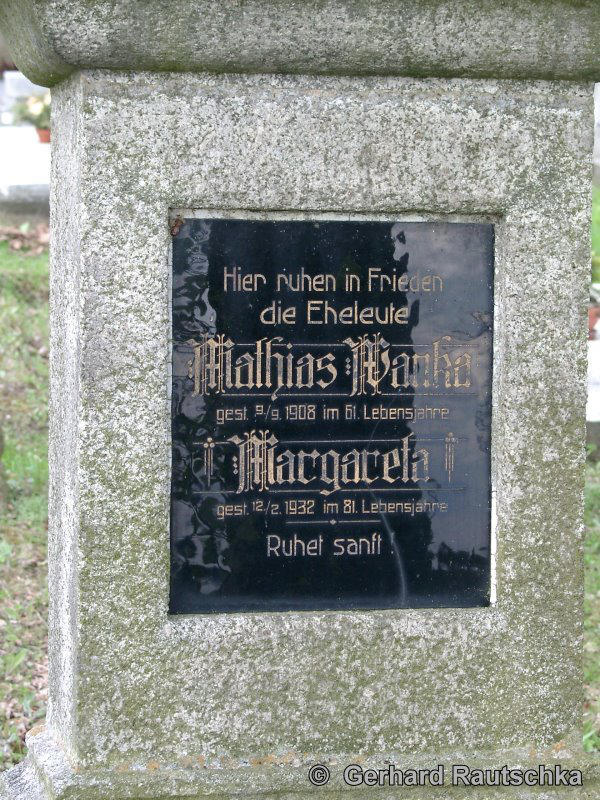 Hier ruhen in Frieden
die Eheleute
Mathias Wanka
gest. 9/9. 1908 im 61. Lebensjahre
Margareta
gest. 12/2. 1932 im 81. Lebensjahre
Ruhet sanft.
© Gerhard Rautschka